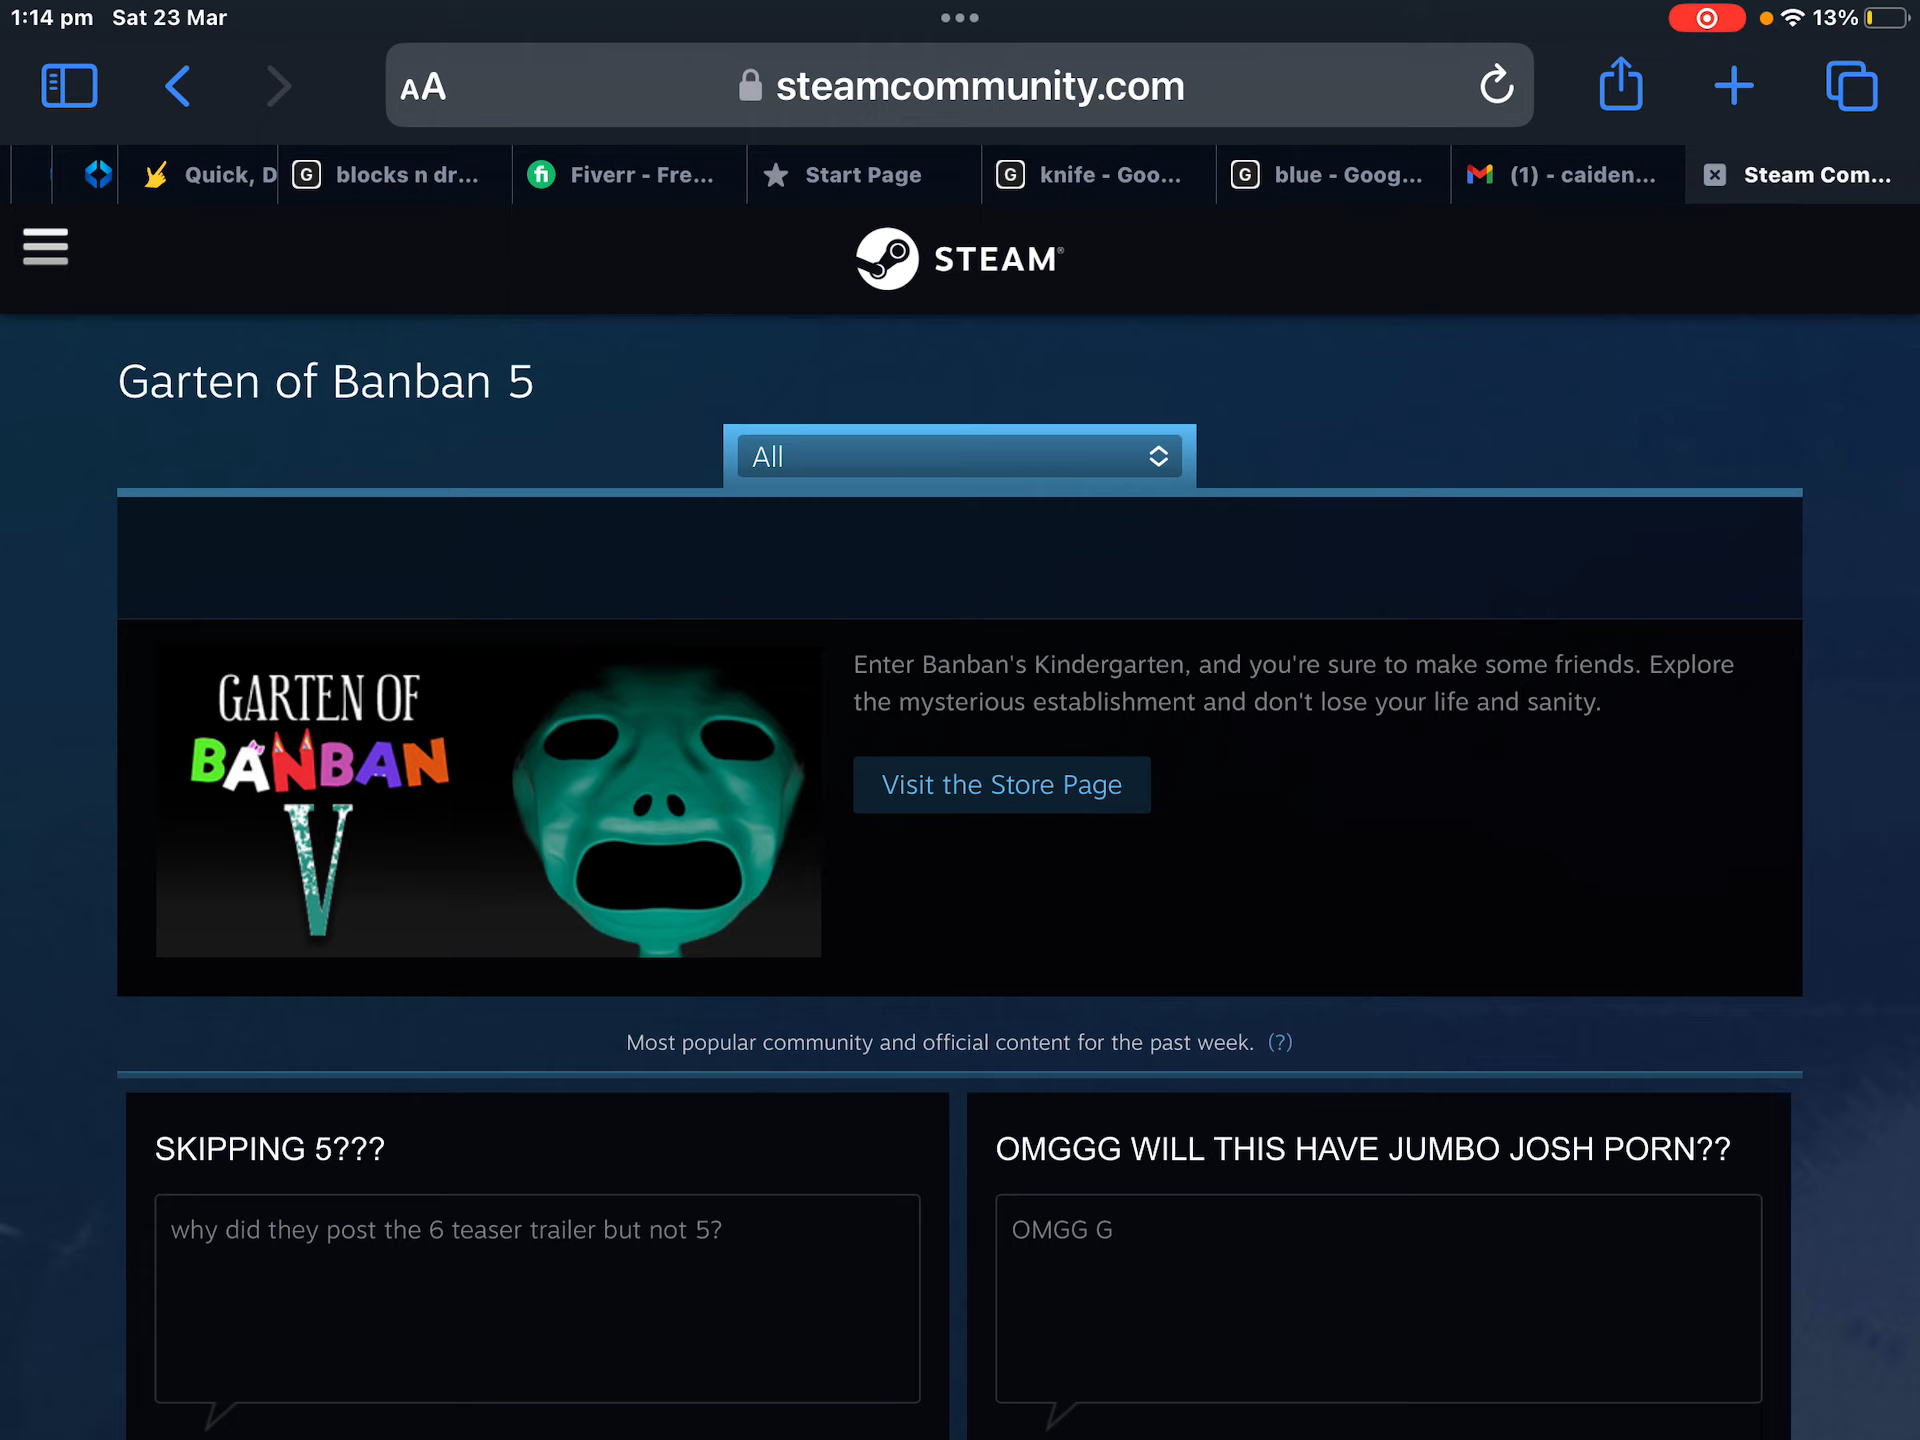 1:14 pm Sat 23 Mar
13%
AA
steamcommunity.com
Quick, D
G blocks n dr...
fi Fiverr - Fre...
Start Page
G knife - Goo...
G blue - Goog...
(1) - caiden...
Steam Com...
STEAM®
Garten of Banban 5
All
GARTEN OF
BANBAN
V
Enter Banban's Kindergarten, and you're sure to make some friends. Explore
the mysterious establishment and don't lose your life and sanity.
Visit the Store Page
Most popular community and official content for the past week. (?)
SKIPPING 5???
why did they post the 6 teaser trailer but not 5?
OMGGG WILL THIS HAVE JUMBO JOSH PORN??
OMGG G